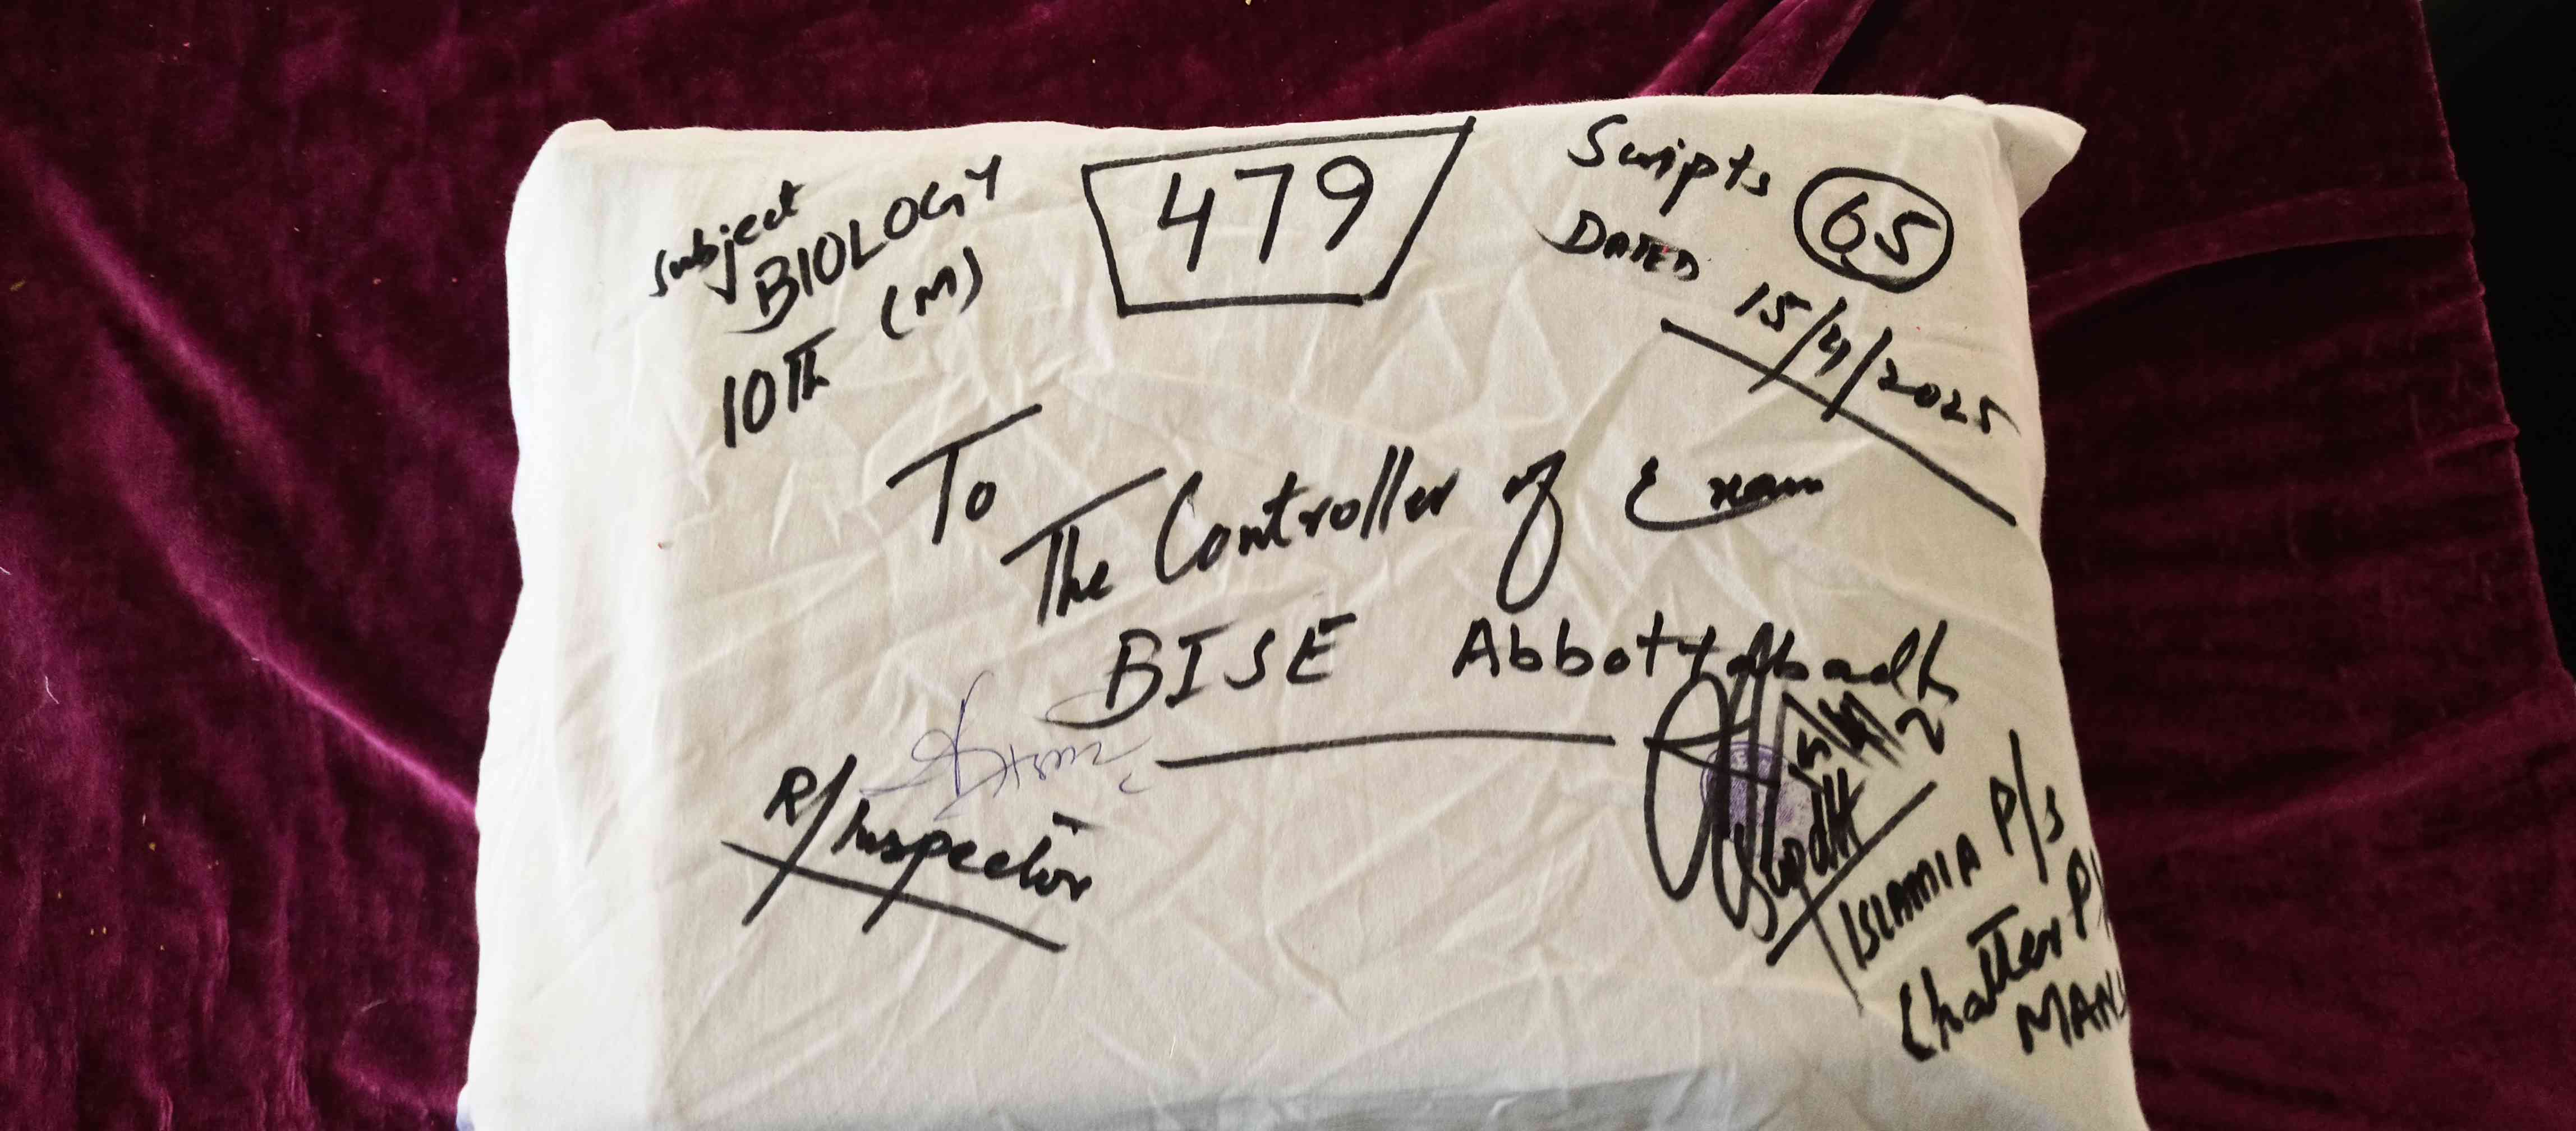 Subject
BIOLOGY
10TH (M)
479
Scripts 65
DATED 15/4/2025
To
The Controller of Exam
BISE Abbottabad
R/Inspector
Supdtt
ISLAMIA P/S
Chatter P/
MAN